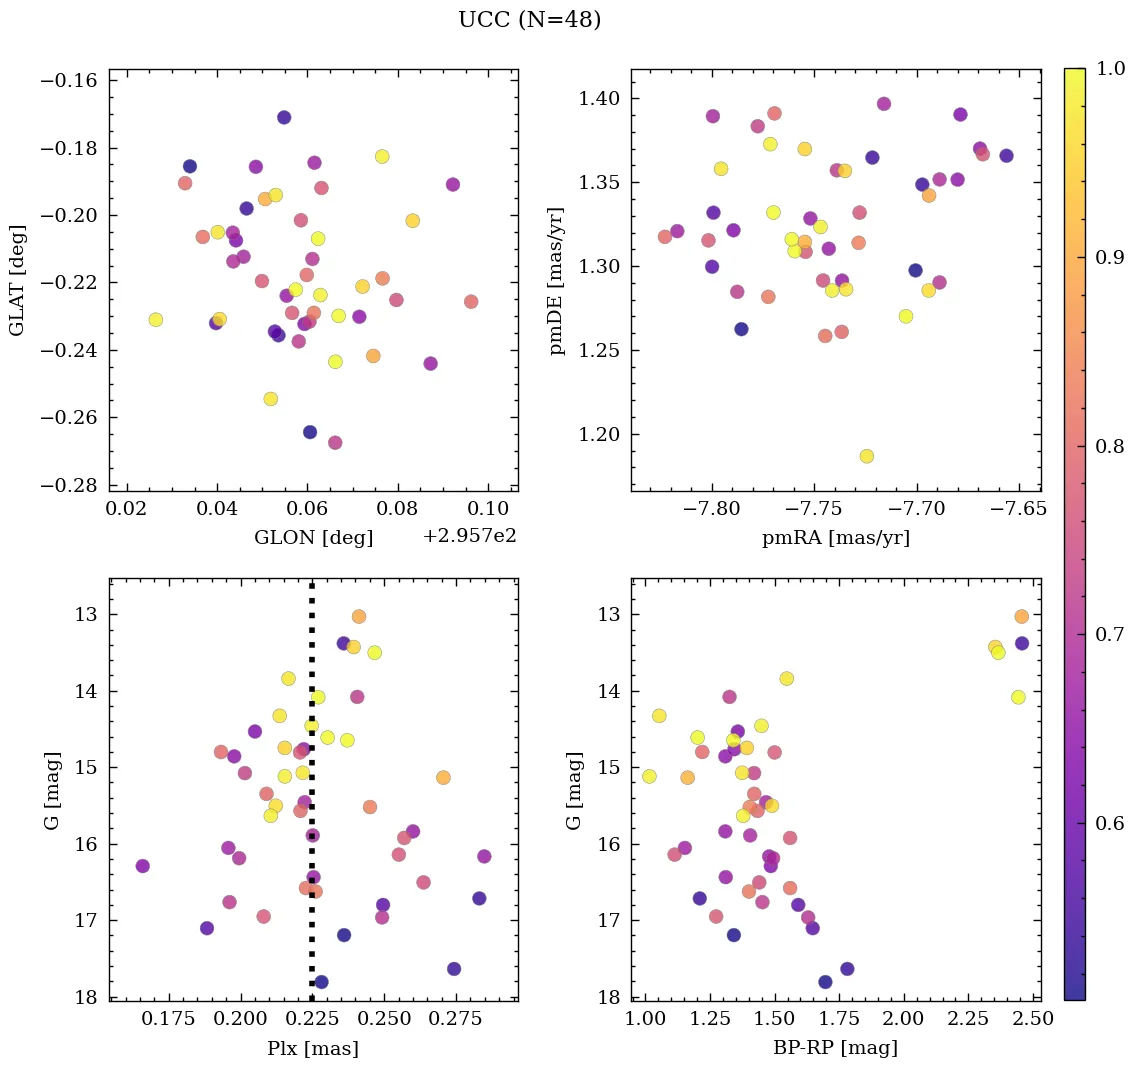 UCC (N=48)
−0.16
−0.18
−0.20
−0.22
−0.24
−0.26
−0.28
GLAT [deg]
0.02 0.04 0.06 0.08 0.10
GLON [deg]
+2.957e2
1.40
1.35
1.30
1.25
1.20
pmDE [mas/yr]
−7.80 −7.75 −7.70 −7.65
pmRA [mas/yr]
13
14
15
16
17
18
G [mag]
0.175 0.200 0.225 0.250 0.275
Plx [mas]
13
14
15
16
17
18
G [mag]
1.00 1.25 1.50 1.75 2.00 2.25 2.50
BP-RP [mag]
1.0
0.9
0.8
0.7
0.6